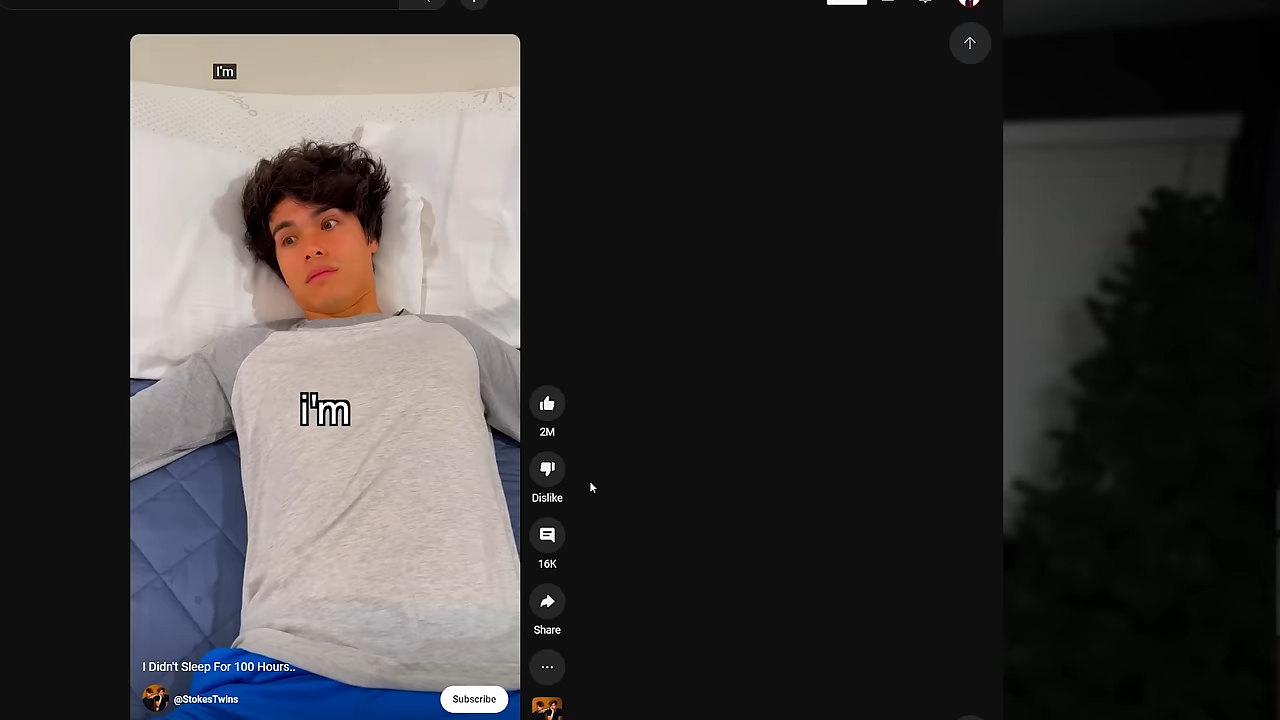 I'm
i'm
2M
Dislike
16K
Share
I Didn't Sleep For 100 Hours..
@StokesTwins
Subscribe